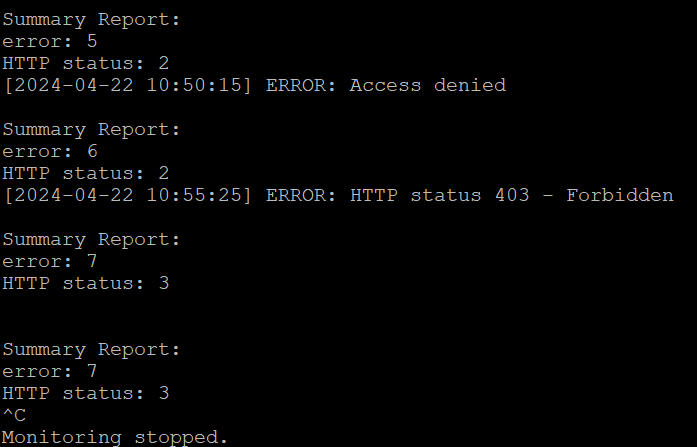 Summary Report:
error: 5
HTTP status: 2
[2024-04-22 10:50:15] ERROR: Access denied
Summary Report:
error: 6
HTTP status: 2
[2024-04-22 10:55:25] ERROR: HTTP status 403 - Forbidden
Summary Report:
error: 7
HTTP status: 3
Summary Report:
error: 7
HTTP status: 3
^C
Monitoring stopped.